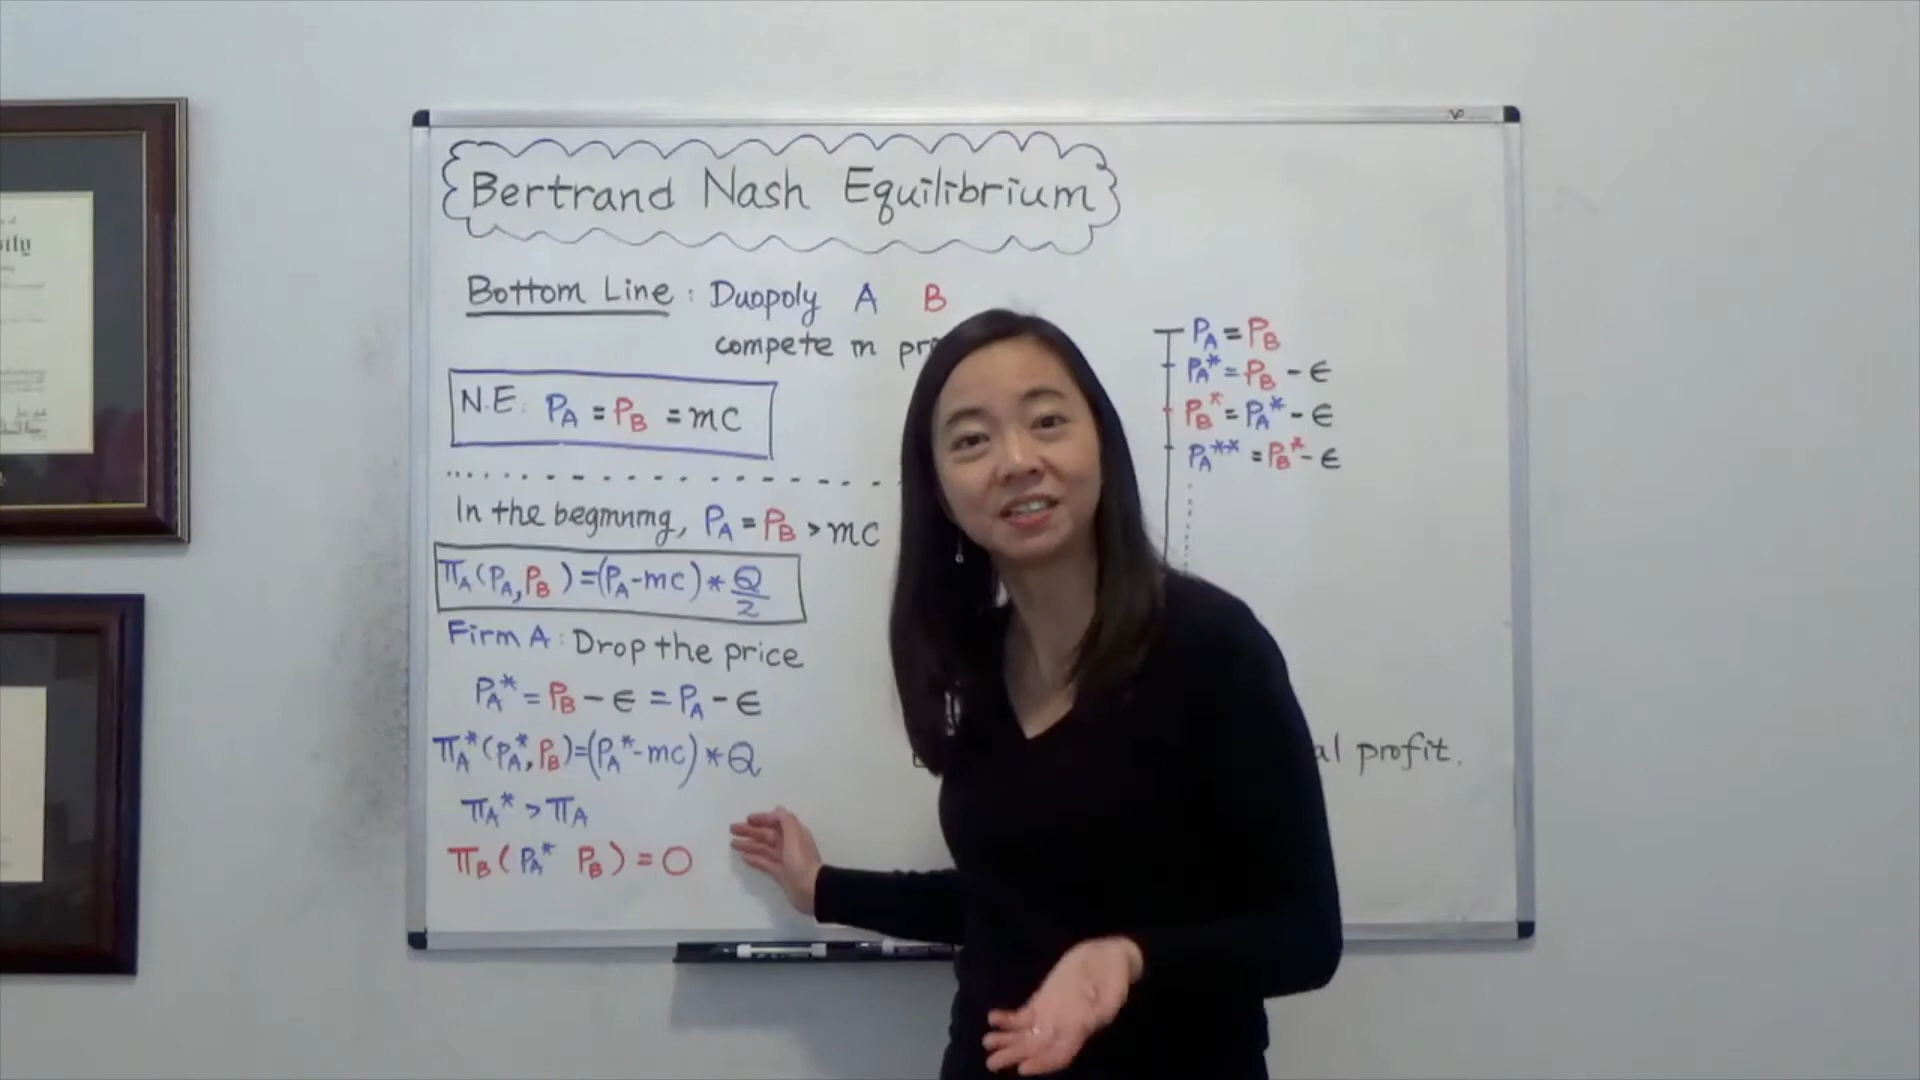 Bertrand Nash Equilibrium
Bottom Line: Duopoly A B
compete in
N.E: PA = PB = mc
In the beginning, PA = PB > mc
πA(PA, PB) = (PA - mc) * Q/2
Firm A: Drop the price
PA* = PB - ε = PA - ε
πA*(PA*, PB) = (PA* - mc) * Q
πA* > πA
πB(PA* PB) = 0
PA = PB
PA* = PB - ε
PB* = PA* - ε
PA** = PB* - ε
profit.